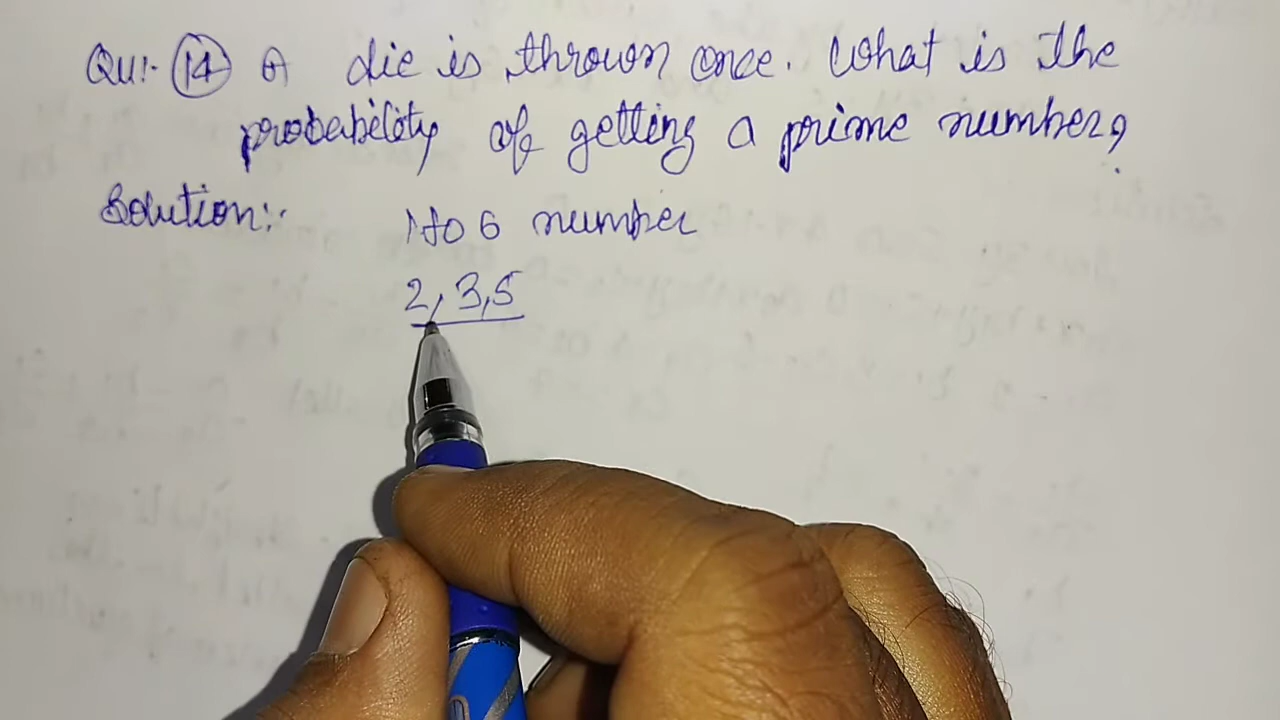 Qu:- 14 A die is thrown once. What is the
probability of getting a prime number?
Solution:-
1 to 6 number
2, 3, 5